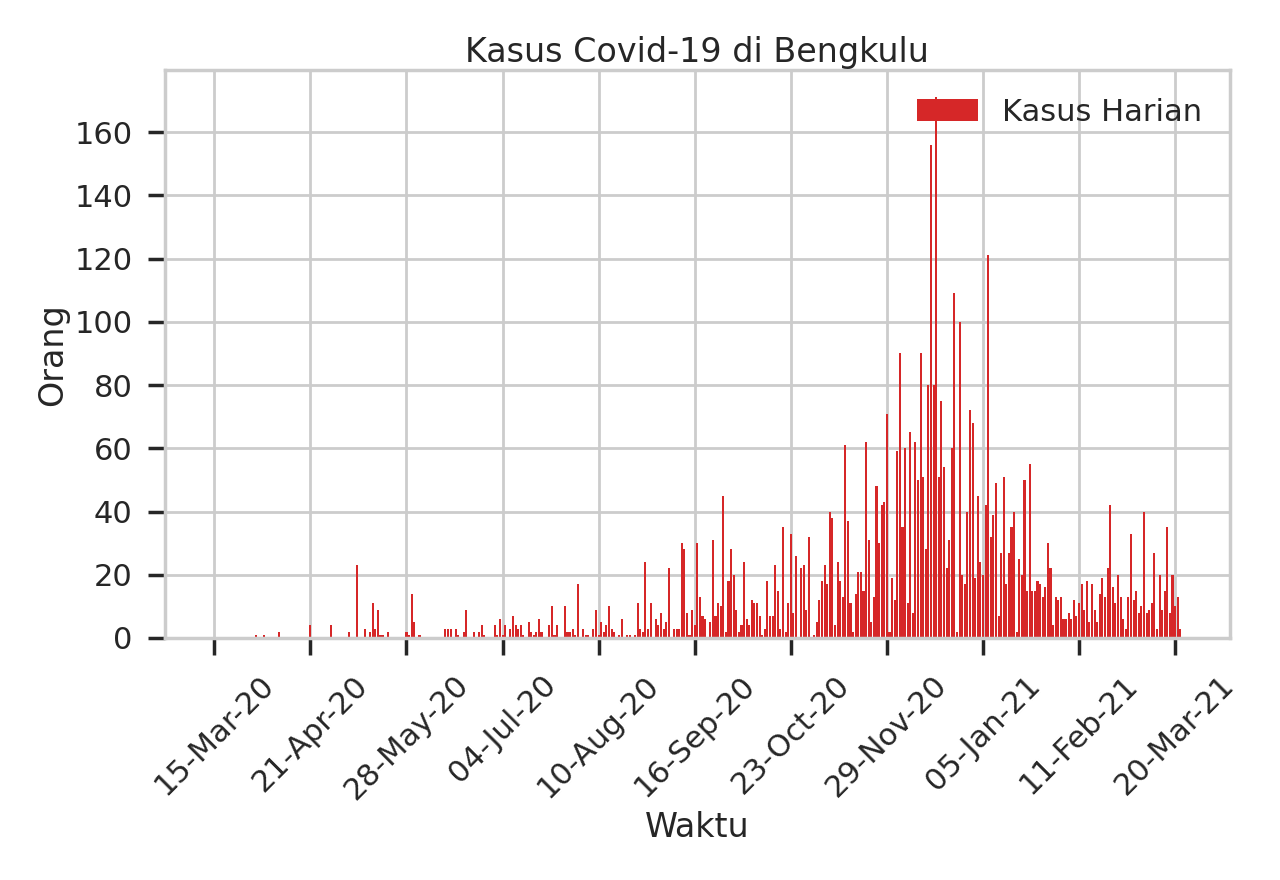 Kasus Covid-19 di Bengkulu
Kasus Harian
160
140
120
100
80
60
40
20
0
Orang
15-Mar-20
21-Apr-20
28-May-20
04-Jul-20
10-Aug-20
16-Sep-20
23-Oct-20
29-Nov-20
05-Jan-21
11-Feb-21
20-Mar-21
Waktu